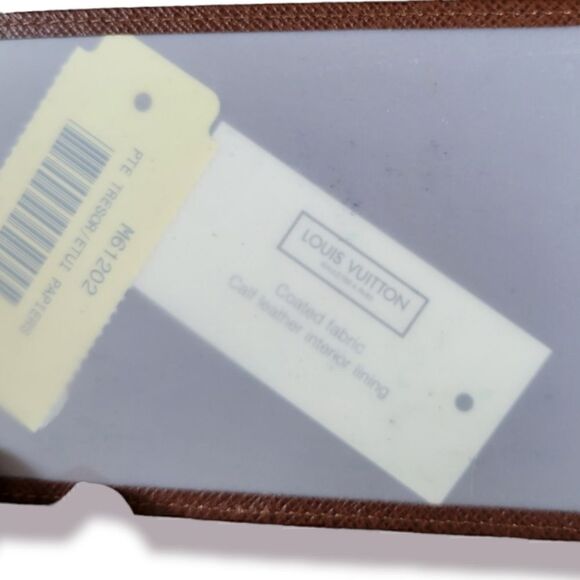 PTE TRESOR/ETUI PAPIERS
M61202
LOUIS VUITTON
Coated fabric
Calf leather interior lining